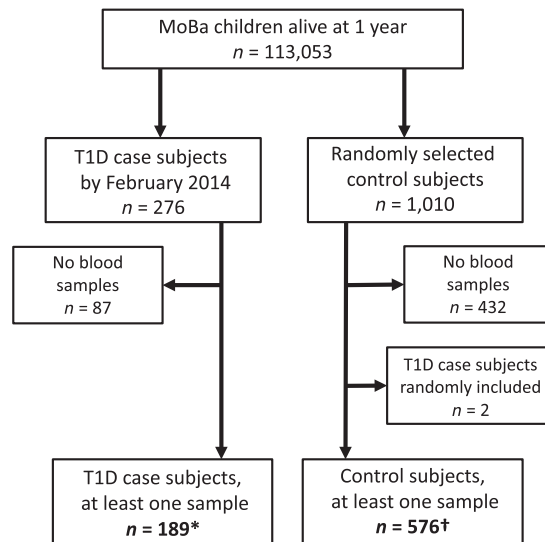 MoBa children alive at 1 year
n = 113,053
T1D case subjects
by February 2014
n = 276
Randomly selected
control subjects
n = 1,010
No blood
samples
n = 87
No blood
samples
n = 432
T1D case subjects
randomly included
n = 2
T1D case subjects,
at least one sample
n = 189*
Control subjects,
at least one sample
n = 576†